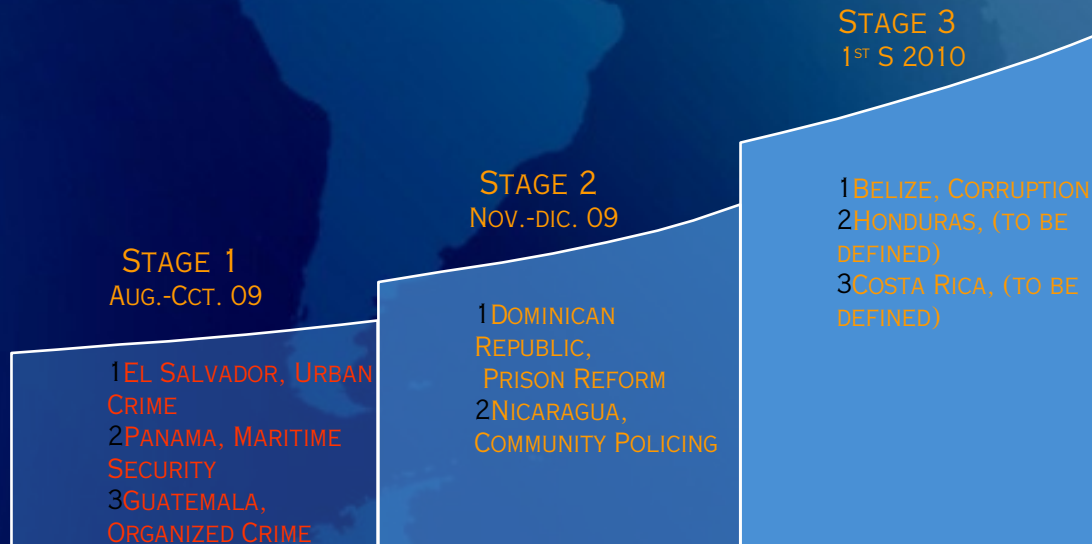 STAGE 1
AUG.-CCT. 09
1EL SALVADOR, URBAN
CRIME
2PANAMA, MARITIME
SECURITY
3GUATEMALA,
ORGANIZED CRIME
STAGE 2
NOV.-DIC. 09
1DOMINICAN
REPUBLIC,
PRISON REFORM
2NICARAGUA,
COMMUNITY POLICING
STAGE 3
1ST S 2010
1BELIZE, CORRUPTION
2HONDURAS, (TO BE
DEFINED)
3COSTA RICA, (TO BE
DEFINED)